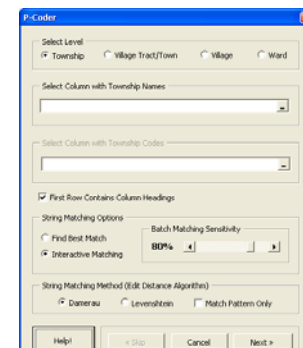 P-Coder
Select Level
Township Village Tract/Town Village Ward
Select Column with Township Names
Select Column with Township Codes
First Row Contains Column Headings
String Matching Options
Find Best Match
Interactive Matching
Batch Matching Sensitivity
80%
String Matching Method (Edit Distance Algorithm)
Damerau Levenshtein Match Pattern Only
Help! < Skip Cancel Next >